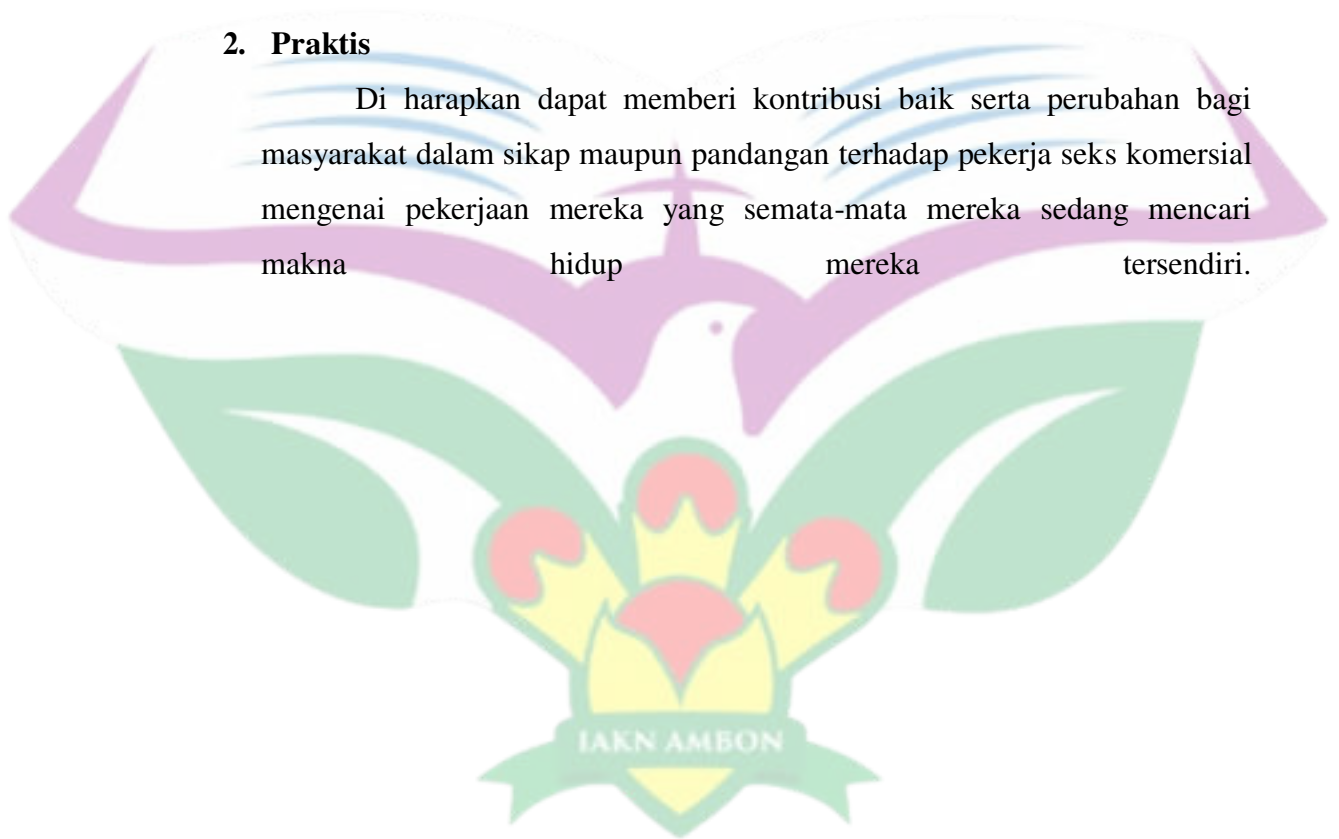 2. Praktis
Di harapkan dapat memberi kontribusi baik serta perubahan bagi
masyarakat dalam sikap maupun pandangan terhadap pekerja seks komersial
mengenai pekerjaan mereka yang semata-mata mereka sedang mencari
makna hidup mereka tersendiri.
IAKN AMBON